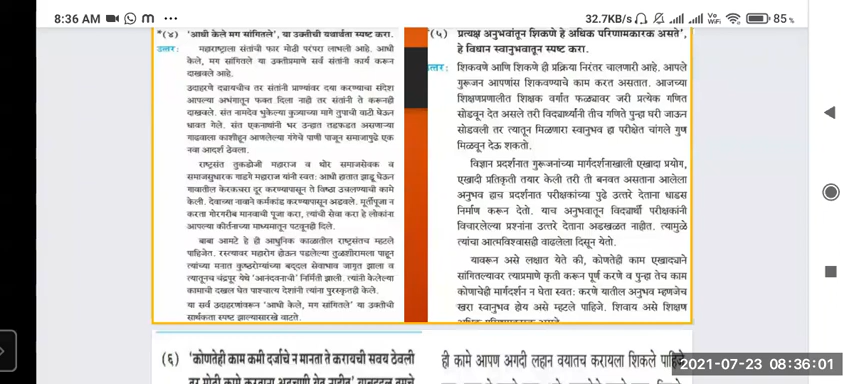 8:36 AM
32.7KB/s
85%
*(४) 'आधी केले मग सांगितले', या उक्तीची यथार्थता स्पष्ट करा.
उत्तर: महाराष्ट्राला संतांची फार मोठी परंपरा लाभली आहे. आधी
केले, मग सांगितले या उक्तीप्रमाणे सर्व संतांनी कार्य करून
दाखवले आहे.
उदाहरणे द्यायचीच तर संतांनी प्राण्यांवर दया करण्याचा संदेश
आपल्या अभंगातून फक्त दिला नाही तर संतांनी ते करूनही
दाखवले. संत नामदेव भुकेल्या कुत्र्याच्या मागे तुपाची वाटी घेऊन
धावत गेले. संत एकनाथांनी भर उन्हात तडफडत असणाऱ्या
गाढवाला काशीहून आणलेल्या गंगेचे पाणी पाजून समाजापुढे एक
नवा आदर्श ठेवला.
राष्ट्रसंत तुकडोजी महाराज व थोर समाजसेवक व
समाजसुधारक गाडगे महाराज यांनी स्वत: आधी हातात झाडू घेऊन
गावातील केरकचरा दूर करण्यापासून ते विष्ठा उचलण्याची कामे
केली. देवाच्या नावाने कर्मकांड करण्यापासून अडवले. मूर्तीपूजा न
करता गोरगरीब मानवाची पूजा करा, त्यांची सेवा करा हे लोकांना
आपल्या कीर्तनाच्या माध्यमातून पटवूनही दिले.
बाबा आमटे हे ही आधुनिक काळातील राष्ट्रसंतच म्हटले
पाहिजेत. रस्त्यावर महारोग होऊन पडलेल्या तुळशीरामला पाहून
त्यांच्या मनात कुष्ठरोग्यांच्या बद्दल सेवाभाव जागृत झाला व
त्यातूनच चंद्रपूर येथे 'आनंदवनाची' निर्मिती झाली. त्यांनी केलेल्या
कामाची दखल घेत पाश्चात्य देशांनी त्यांना पुरस्कृतही केले.
या सर्व उदाहरणांवरून 'आधी केले, मग सांगितले' या उक्तीची
सार्थकता स्पष्ट झाल्यासारखे वाटते.
(५) प्रत्यक्ष अनुभवातून शिकणे हे अधिक परिणामकारक असते',
हे विधान स्वानुभवातून स्पष्ट करा.
उत्तर: शिकवणे आणि शिकणे ही प्रक्रिया निरंतर चालणारी आहे. आपले
गुरूजन आपणांस शिकवण्याचे काम करत असतात. आजच्या
शिक्षणप्रणालीत शिक्षक वर्गात फळ्यावर जरी प्रत्येक गणित
सोडवून देत असले तरी विद्यार्थ्यांनी तीच गणिते पुन्हा घरी जाऊन
सोडवली तर त्यातून मिळणारा स्वानुभव हा परीक्षेत चांगले गुण
मिळवून देऊ शकतो.
विज्ञान प्रदर्शनात गुरूजनांच्या मार्गदर्शनाखाली एखादा प्रयोग,
एखादी प्रतिकृती तयार केली तरी ती बनवत असताना आलेला
अनुभव हाच प्रदर्शनात परीक्षकांच्या पुढे उत्तरे देताना धाडस
निर्माण करून देतो. याच अनुभवातून विद्यार्थी परीक्षकांनी
विचारलेल्या प्रश्नांना उत्तरे देताना अडखळत नाहीत. त्यामुळे
त्यांचा आत्मविश्वासही वाढलेला दिसून येतो.
यावरून असे लक्षात येते की, कोणतेही काम एखाद्याने
सांगितल्यावर त्याप्रमाणे कृती करून पूर्ण करणे व पुन्हा तेच काम
कोणाचेही मार्गदर्शन न घेता स्वत: करणे यातील अनुभव म्हणजेच
खरा स्वानुभव होय असे म्हटले पाहिजे. शिवाय असे शिक्षण
(६) 'कोणतेही काम कमी दर्जाचे न मानता ते करायची सवय ठेवली
ही कामे आपण अगदी लहान वयातच करायला शिकले पाहिजे
2021-07-23 08:36:01